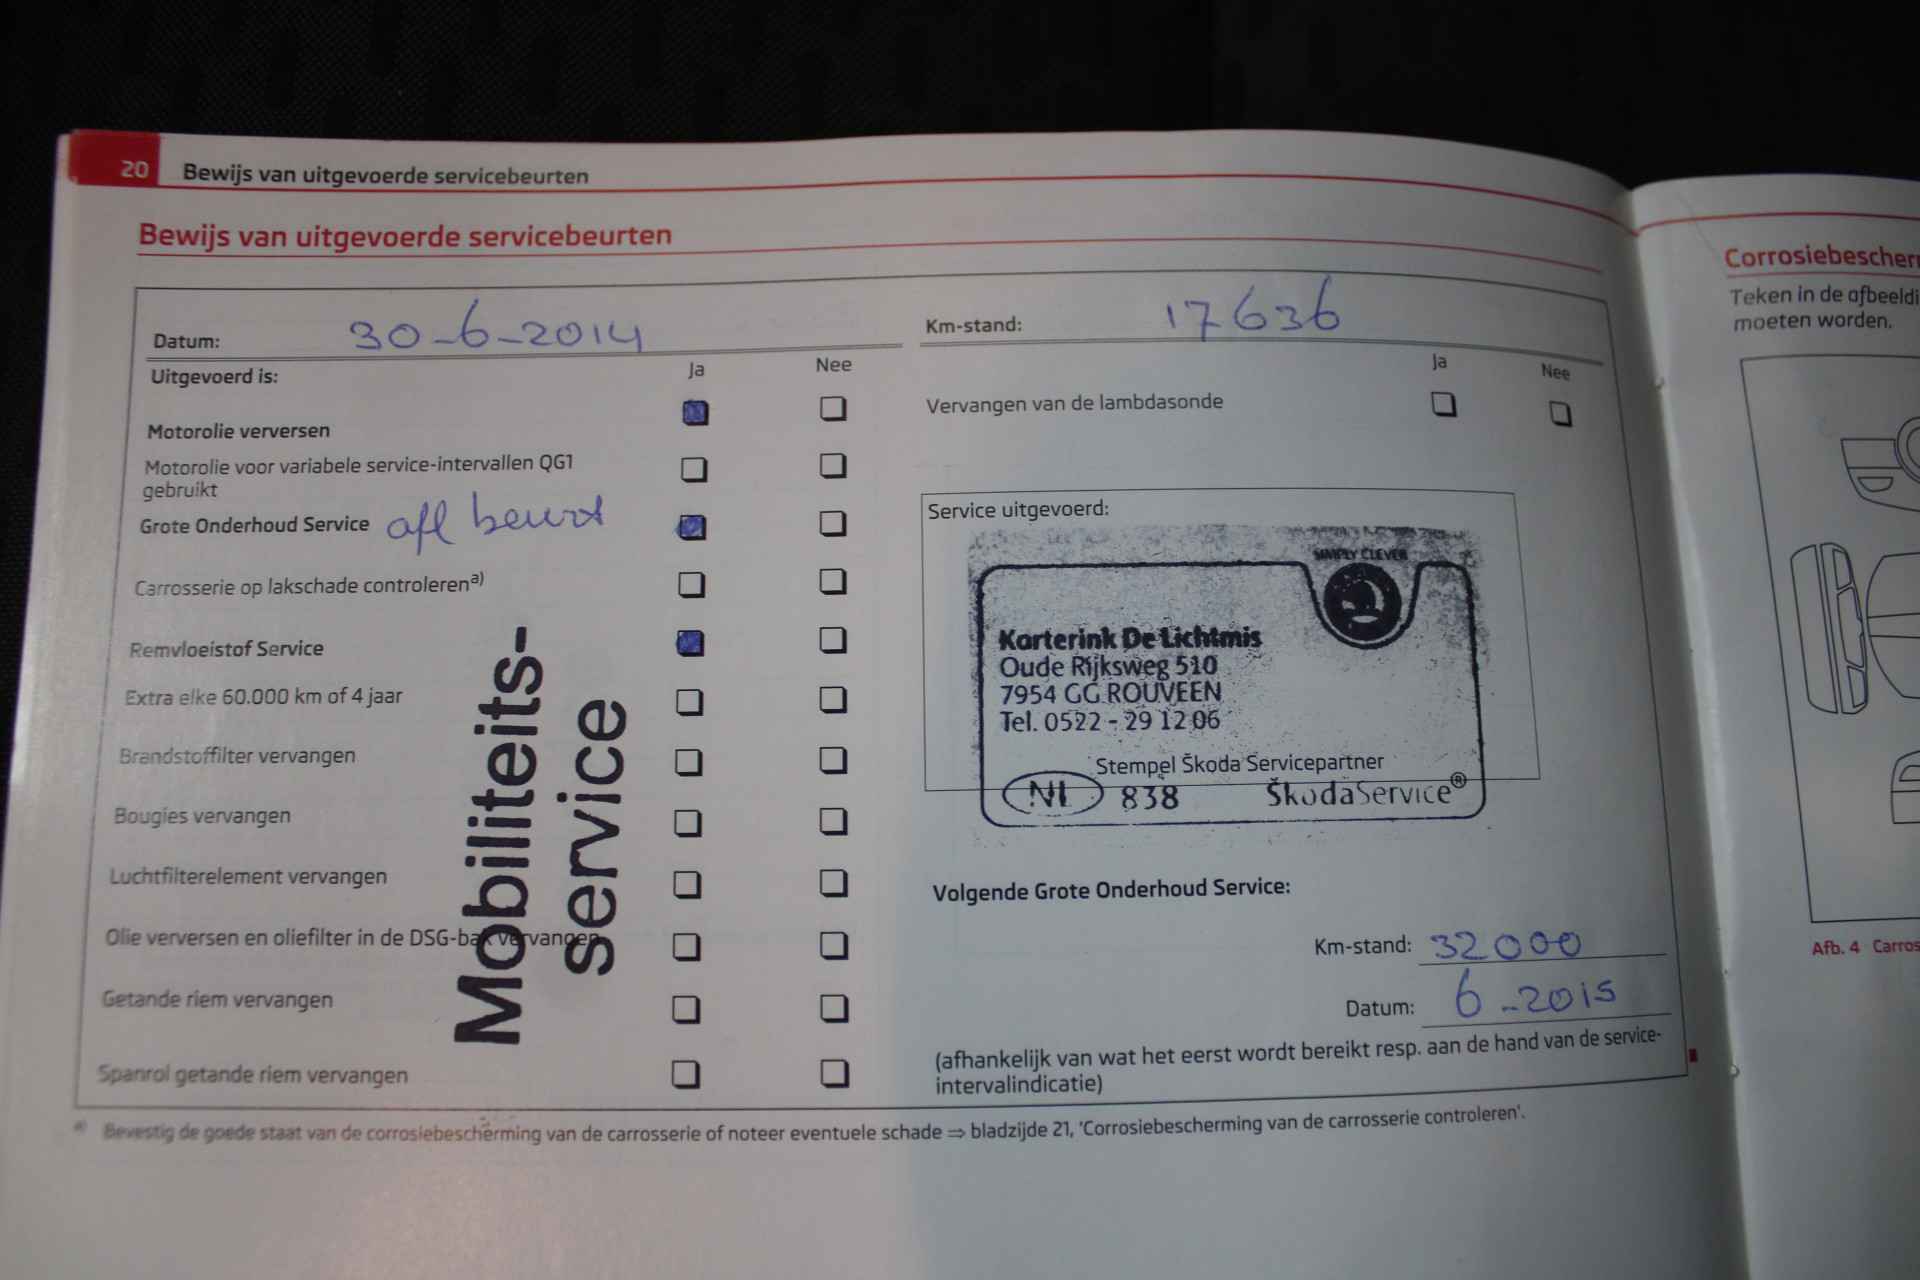 20 Bewijs van uitgevoerde servicebeurten
Bewijs van uitgevoerde servicebeurten
Datum: 30-6-2014
Km-stand: 17636
Uitgevoerd is:
Ja Nee
Motorolie verversen
Motorolie voor variabele service-intervallen QG1
gebruikt
Grote Onderhoud Service afl beurt
Carrosserie op lakschade controlerena)
Remvloeistof Service
Extra elke 60.000 km of 4 jaar
Brandstoffilter vervangen
Bougies vervangen
Luchtfilterelement vervangen
Olie verversen en oliefilter in de DSG-bak vervangen
Getande riem vervangen
Spanrol getande riem vervangen
Mobiliteits-
service
Ja Nee
Vervangen van de lambdasonde
Service uitgevoerd:
SIMPLY CLEVER
Karterink De Lichtmis
Oude Rijksweg 510
7954 GG ROUVEEN
Tel. 0522 - 29 12 06
Stempel Škoda Servicepartner
NL 838 ŠkodaService®
Volgende Grote Onderhoud Service:
Km-stand: 32000
Datum: 6-2015
(afhankelijk van wat het eerst wordt bereikt resp. aan de hand van de service-
intervalindicatie)
a) Bevestig de goede staat van de corrosiebescherming van de carrosserie of noteer eventuele schade ⇒ bladzijde 21, 'Corrosiebescherming van de carrosserie controleren'.
Corrosiebescher
Teken in de afbeeldi
moeten worden.
Afb. 4 Carros